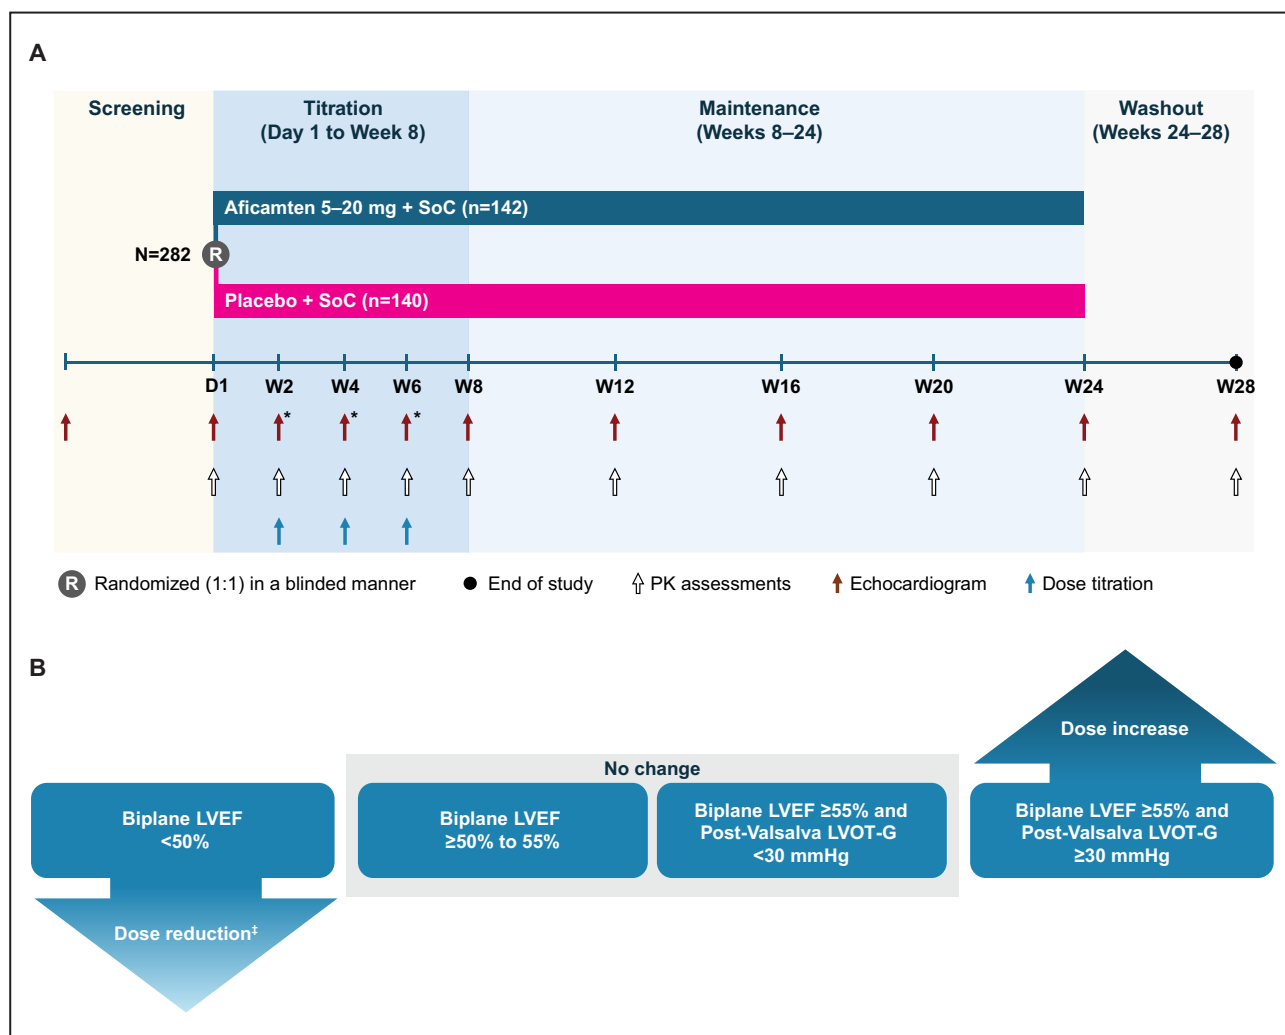 A
Screening
Titration
(Day 1 to Week 8)
Maintenance
(Weeks 8–24)
Washout
(Weeks 24–28)
Aficamten 5–20 mg + SoC (n=142)
N=282
R
Placebo + SoC (n=140)
D1 W2 W4 W6 W8 W12 W16 W20 W24 W28
* * *
R Randomized (1:1) in a blinded manner
End of study
PK assessments
Echocardiogram
Dose titration
B
Dose increase
No change
Biplane LVEF
<50%
Biplane LVEF
≥50% to 55%
Biplane LVEF ≥55% and
Post-Valsalva LVOT-G
<30 mmHg
Biplane LVEF ≥55% and
Post-Valsalva LVOT-G
≥30 mmHg
Dose reduction‡